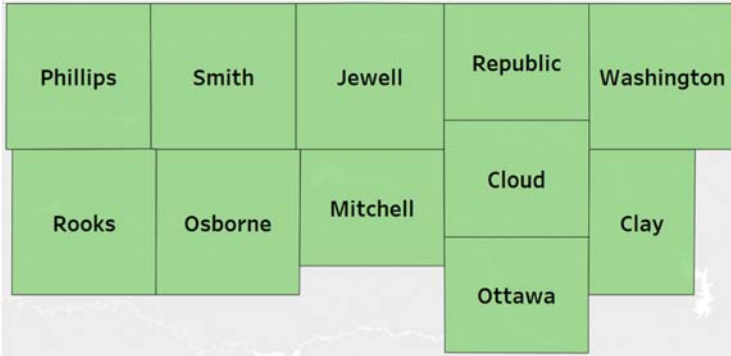 Phillips
Smith
Jewell
Republic
Washington
Rooks
Osborne
Mitchell
Cloud
Clay
Ottawa